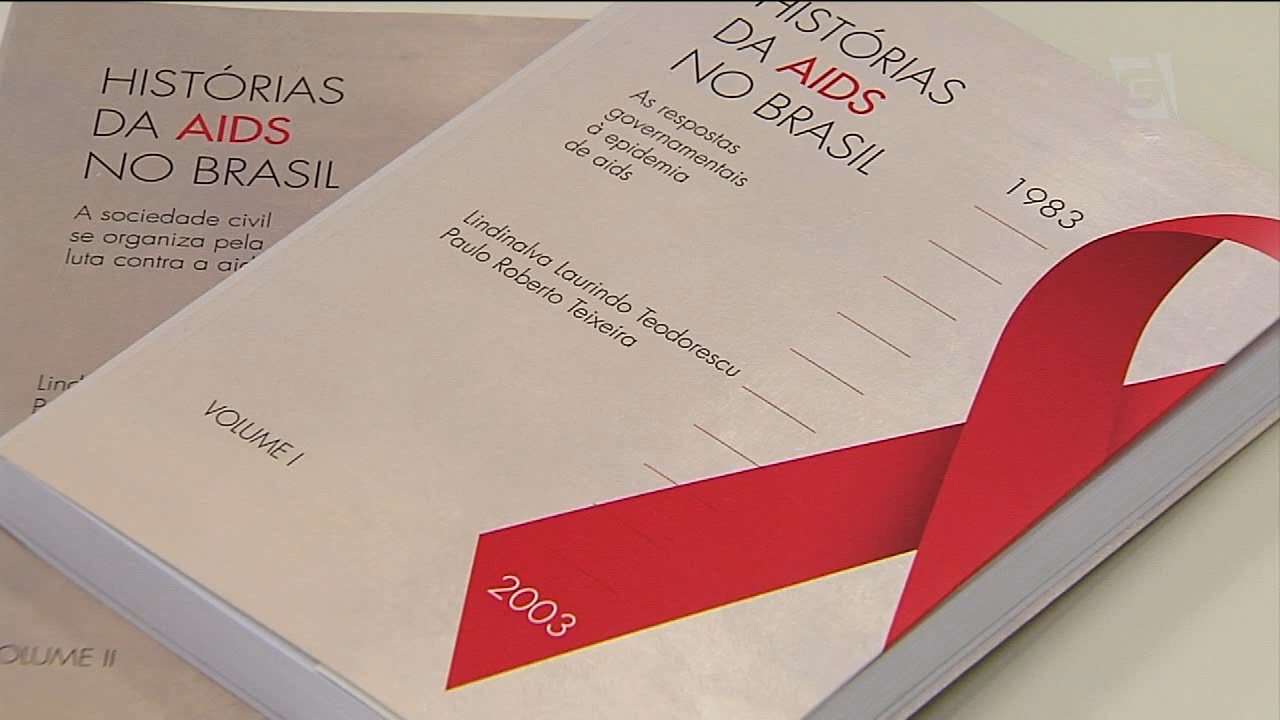 HISTÓRIAS
DA AIDS
NO BRASIL
A sociedade civil
se organiza pela
luta contra a
VOLUME II
HISTÓRIAS
DA AIDS
NO BRASIL
As respostas
governamentais
à epidemia
de aids
1983
Lindinalva Laurindo Teodorescu
Paulo Roberto Teixeira
VOLUME I
2003